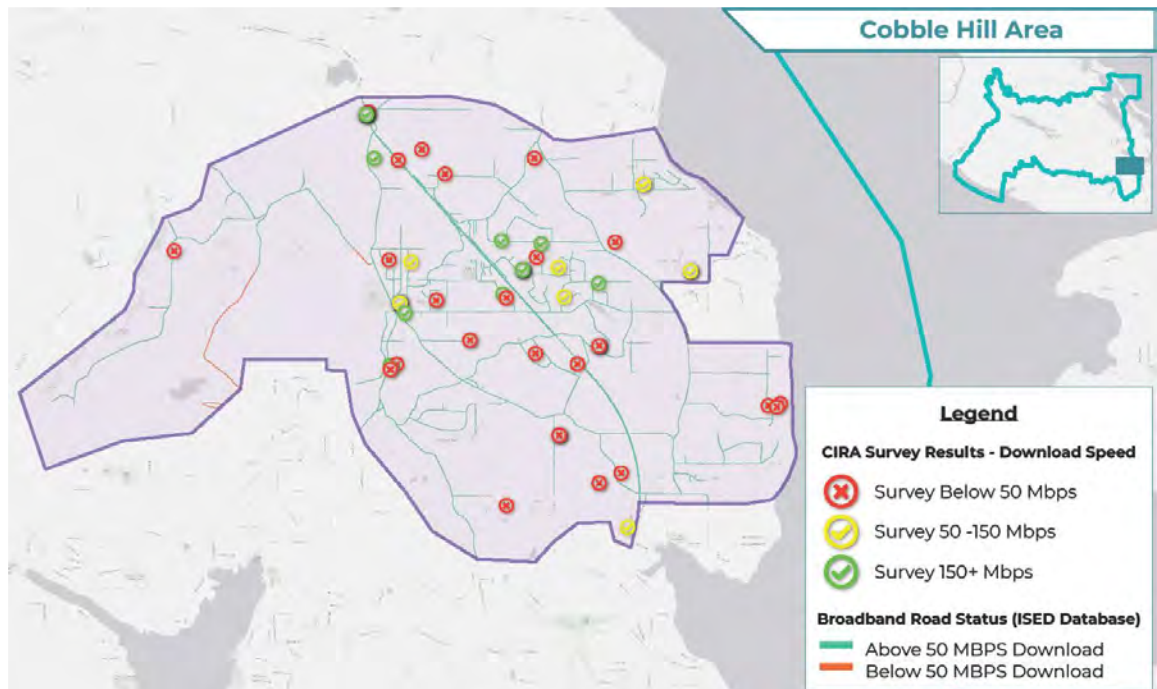 Cobble Hill Area
Legend
CIRA Survey Results - Download Speed
Survey Below 50 Mbps
Survey 50 -150 Mbps
Survey 150+ Mbps
Broadband Road Status (ISED Database)
Above 50 MBPS Download
Below 50 MBPS Download